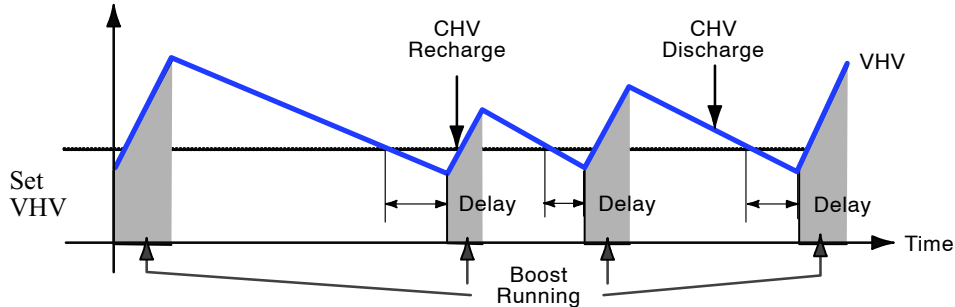 CHV
Recharge
CHV
Discharge
VHV
Set
VHV
Delay
Delay
Delay
Time
Boost
Running